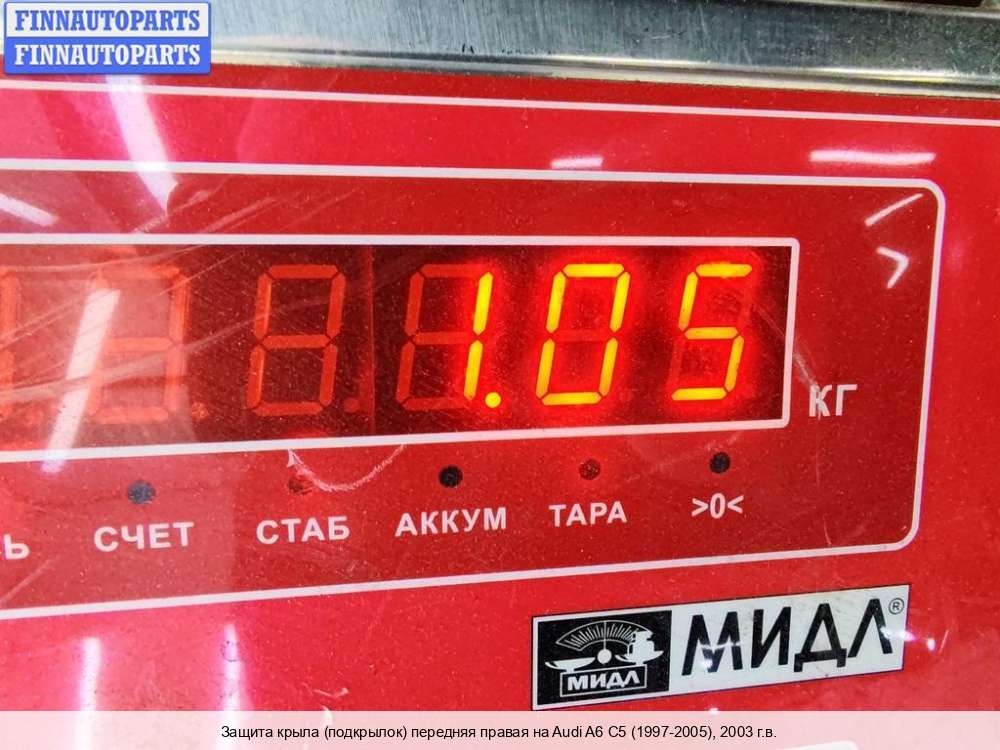 FINNAUTOPARTS
FINNAUTOPARTS
1.05
КГ
Ь СЧЕТ СТАБ АККУМ ТАРА >0<
МИДЛ МИДЛ®
Защита крыла (подкрылок) передняя правая на Audi A6 C5 (1997-2005), 2003 г.в.